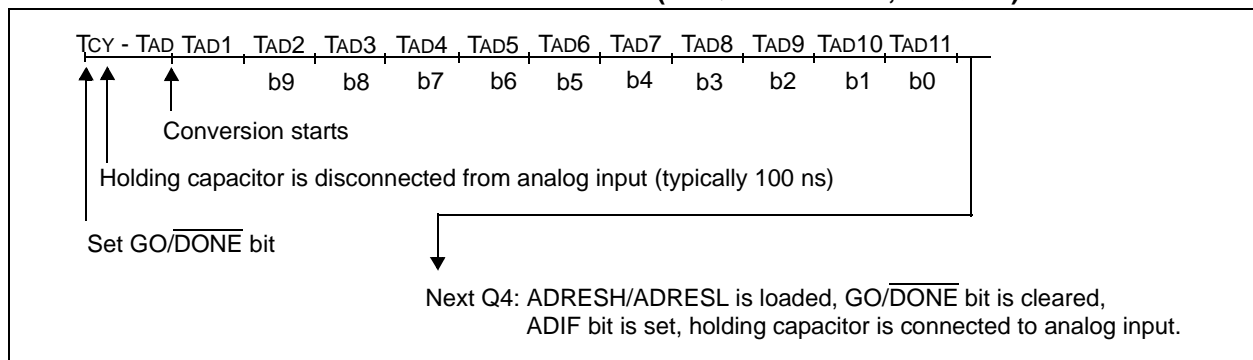 TCY - TAD TAD1 TAD2 TAD3 TAD4 TAD5 TAD6 TAD7 TAD8 TAD9 TAD10 TAD11
b9 b8 b7 b6 b5 b4 b3 b2 b1 b0
Conversion starts
Holding capacitor is disconnected from analog input (typically 100 ns)
Set GO/DONE bit
Next Q4: ADRESH/ADRESL is loaded, GO/DONE bit is cleared,
ADIF bit is set, holding capacitor is connected to analog input.